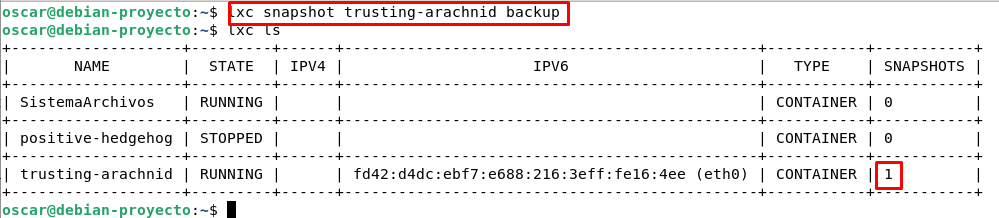 oscar@debian-proyecto:~$ lxc snapshot trusting-arachnid backup
oscar@debian-proyecto:~$ lxc ls
+-------------------+---------+------+-----------------------------------------------+-----------+-----------+
| NAME | STATE | IPV4 | IPV6 | TYPE | SNAPSHOTS |
+-------------------+---------+------+-----------------------------------------------+-----------+-----------+
| SistemaArchivos | RUNNING | | | CONTAINER | 0 |
+-------------------+---------+------+-----------------------------------------------+-----------+-----------+
| positive-hedgehog | STOPPED | | | CONTAINER | 0 |
+-------------------+---------+------+-----------------------------------------------+-----------+-----------+
| trusting-arachnid | RUNNING | | fd42:d4dc:ebf7:e688:216:3eff:fe16:4ee (eth0) | CONTAINER | 1 |
+-------------------+---------+------+-----------------------------------------------+-----------+-----------+
oscar@debian-proyecto:~$